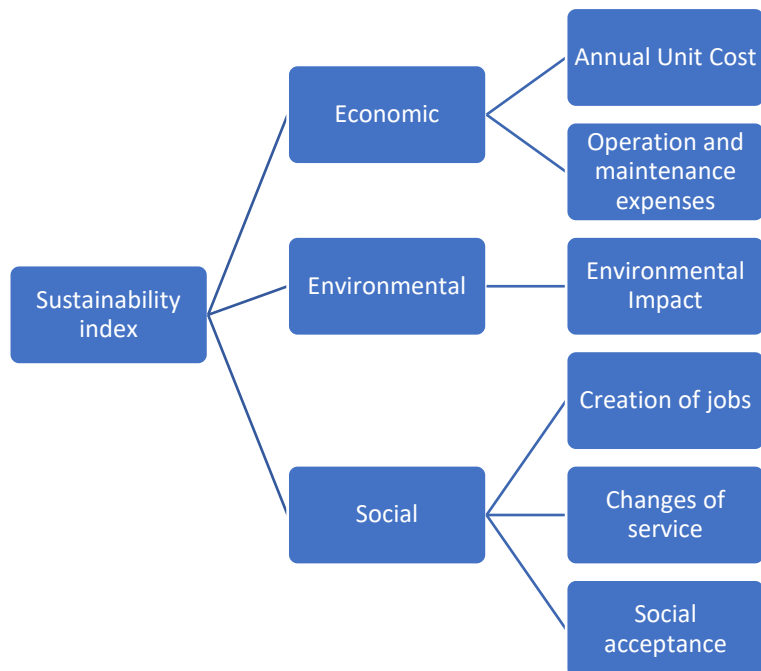 Sustainability
index
Economic
Annual Unit Cost
Operation and
maintenance
expenses
Environmental
Environmental
Impact
Social
Creation of jobs
Changes of
service
Social
acceptance